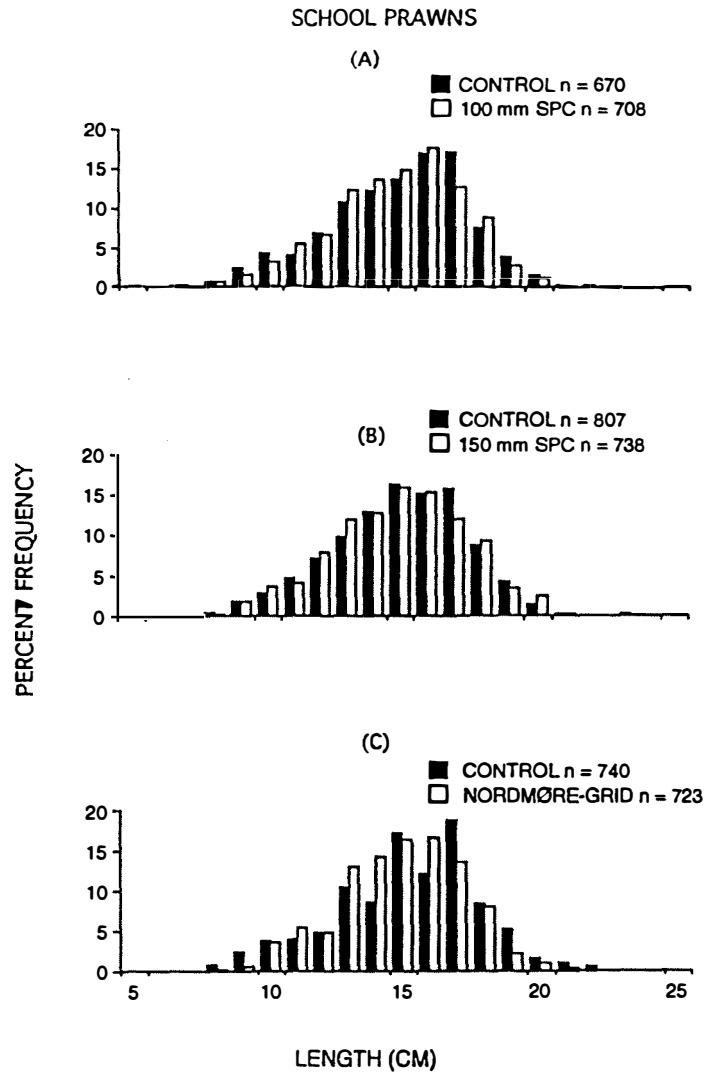 SCHOOL PRAWNS
(A)
CONTROL n = 670
100 mm SPC n = 708
20
15
10
5
0
(B)
CONTROL n = 807
150 mm SPC n = 738
20
15
10
5
0
PERCENT FREQUENCY
(C)
CONTROL n = 740
NORDMØRE-GRID n = 723
20
15
10
5
0
5 10 15 20 25
LENGTH (CM)